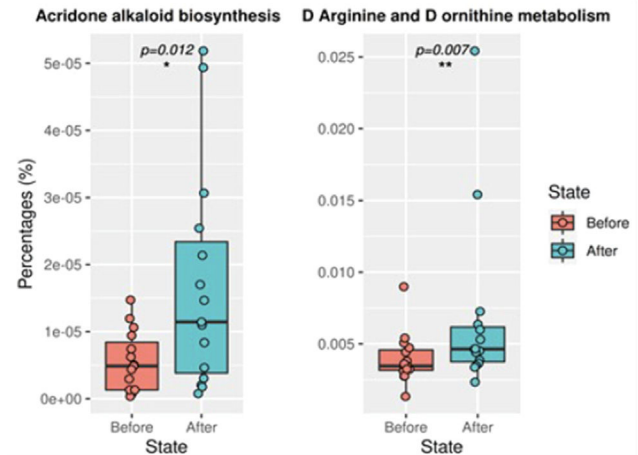 Acridone alkaloid biosynthesis
D Arginine and D ornithine metabolism
Percentages (%)
5e-05
4e-05
3e-05
2e-05
1e-05
0e+00
p=0.012
*
Before
After
State
0.025
0.020
0.015
0.010
0.005
p=0.007
**
Before
After
State
State
Before
After